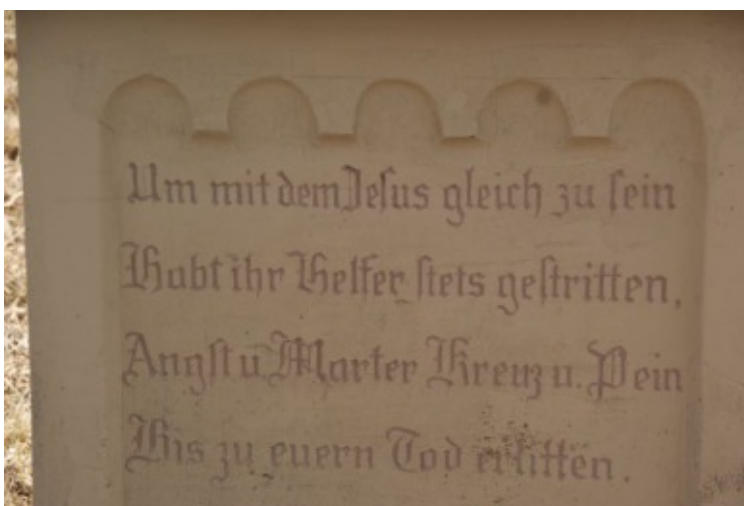 Um mit dem Jesus gleich zu sein
Habt ihr Helfer stets gestritten,
Angst u. Marter Kreuz u. Pein
Bis zu euern Tod erlitten.